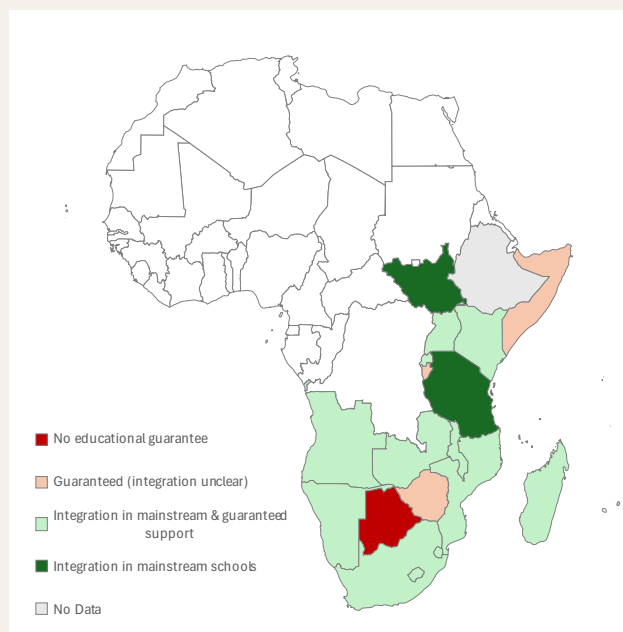 No educational guarantee
Guaranteed (integration unclear)
Integration in mainstream & guaranteed
support
Integration in mainstream schools
No Data